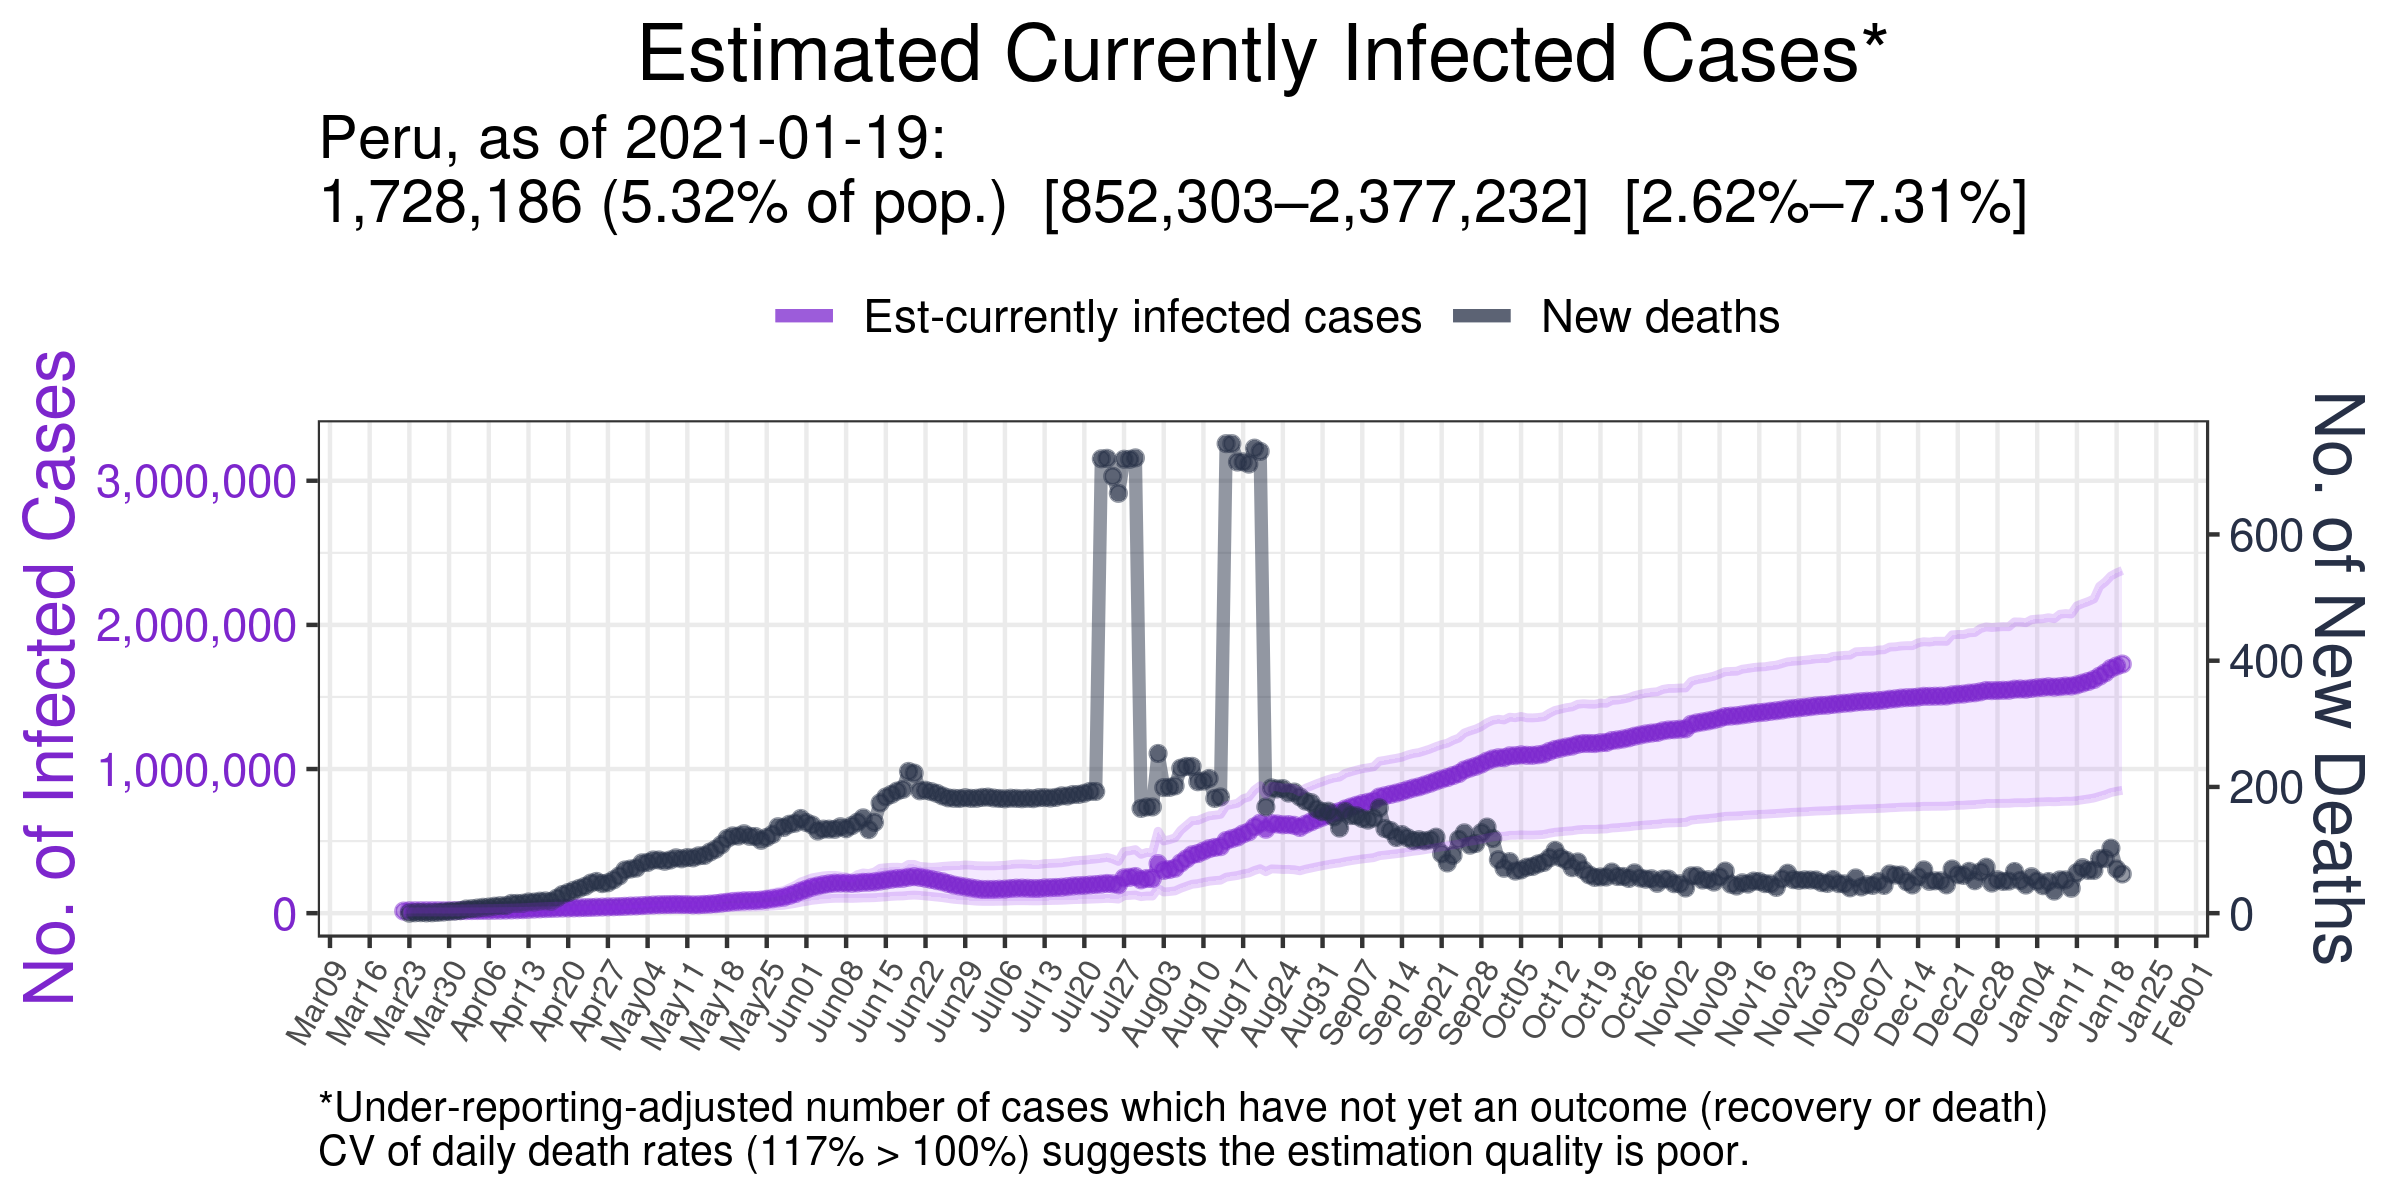 Estimated Currently Infected Cases*
Peru, as of 2021-01-19:
1,728,186 (5.32% of pop.) [852,303–2,377,232] [2.62%–7.31%]
Est-currently infected cases
New deaths
No. of Infected Cases
3,000,000
2,000,000
1,000,000
0
600
400
200
0
No. of New Deaths
Mar09
Mar16
Mar23
Mar30
Apr06
Apr13
Apr20
Apr27
May04
May11
May18
May25
Jun01
Jun08
Jun15
Jun22
Jun29
Jul06
Jul13
Jul20
Jul27
Aug03
Aug10
Aug17
Aug24
Aug31
Sep07
Sep14
Sep21
Sep28
Oct05
Oct12
Oct19
Oct26
Nov02
Nov09
Nov16
Nov23
Nov30
Dec07
Dec14
Dec21
Dec28
Jan04
Jan11
Jan18
Jan25
Feb01
*Under-reporting-adjusted number of cases which have not yet an outcome (recovery or death)
CV of daily death rates (117% > 100%) suggests the estimation quality is poor.